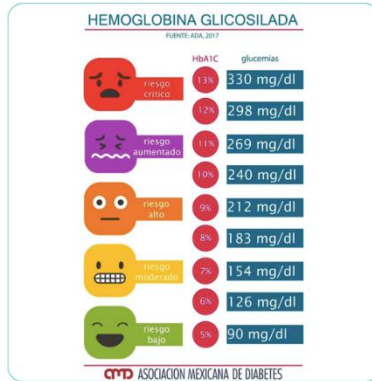 HEMOGLOBINA GLICOSILADA
FUENTE: ADA, 2017
HbA1C glucemias
riesgo
crítico
13% 330 mg/dl
12% 298 mg/dl
riesgo
aumentado
11% 269 mg/dl
10% 240 mg/dl
riesgo
alto
9% 212 mg/dl
8% 183 mg/dl
riesgo
moderado
7% 154 mg/dl
6% 126 mg/dl
riesgo
bajo
5% 90 mg/dl
AMD ASOCIACION MEXICANA DE DIABETES